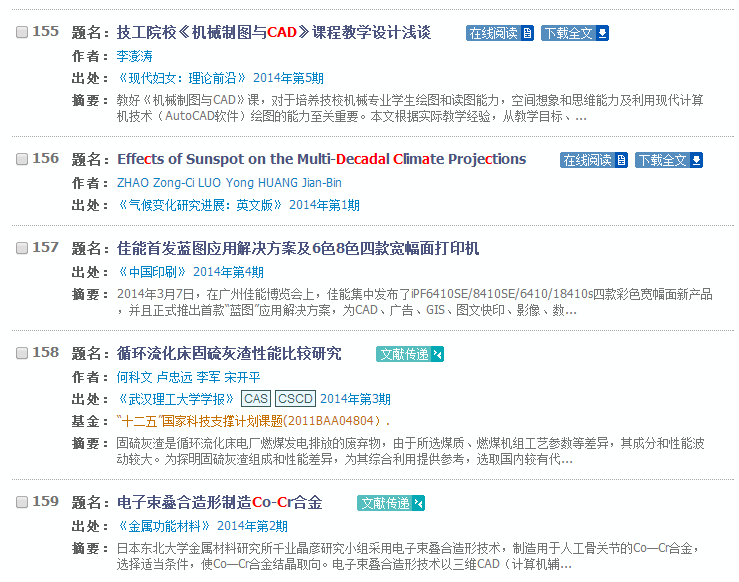 155 题名：技工院校《机械制图与CAD》课程教学设计浅谈 在线阅读 下载全文
作者：李澎涛
出处：《现代妇女：理论前沿》 2014年第5期
摘要：教好《机械制图与CAD》课，对于培养技校机械专业学生绘图和读图能力，空间想象和思维能力及利用现代计算
机技术（AutoCAD软件）绘图的能力至关重要。本文根据实际教学经验，从教学目标、...
156 题名：Effects of Sunspot on the Multi-Decadal Climate Projections 在线阅读 下载全文
作者：ZHAO Zong-Ci LUO Yong HUANG Jian-Bin
出处：《气候变化研究进展：英文版》 2014年第1期
157 题名：佳能首发蓝图应用解决方案及6色8色四款宽幅面打印机
出处：《中国印刷》 2014年第4期
摘要：2014年3月7日，在广州佳能博览会上，佳能集中发布了iPF6410SE/8410SE/6410/18410s四款彩色宽幅面新产品
，并且正式推出首款“蓝图”应用解决方案，为CAD、广告、GIS、图文快印、影像、数...
158 题名：循环流化床固硫灰渣性能比较研究 文献传递
作者：何科文 卢忠远 李军 宋开平
出处：《武汉理工大学学报》 CAS CSCD 2014年第3期
基金：“十二五”国家科技支撑计划课题(2011BAA04804）.
摘要：固硫灰渣是循环流化床电厂燃煤发电排放的废弃物，由于所选煤质、燃煤机组工艺参数等差异，其成分和性能波
动较大。为探明固硫灰渣组成和性能差异，为其综合利用提供参考，选取国内较有代...
159 题名：电子束叠合造形制造Co-Cr合金 文献传递
出处：《金属功能材料》 2014年第2期
摘要：日本东北大学金属材料研究所千业晶彦研究小组采用电子束叠合造形技术，制造用于人工骨关节的Co—Cr合金，
选择适当条件，使Co—Cr合金结晶取向。电子束叠合造形技术以三维CAD（计算机辅...